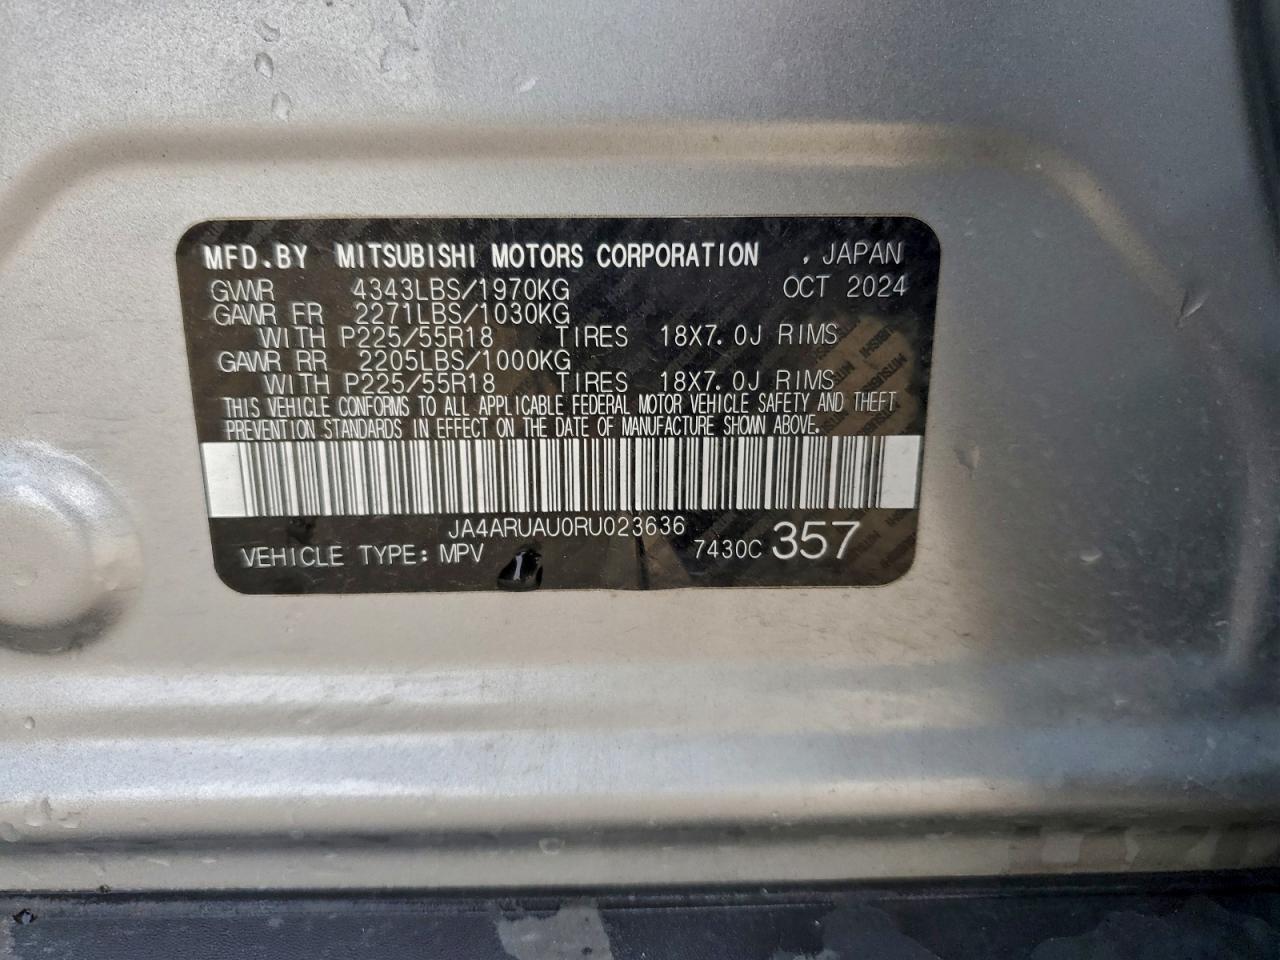 MFD.BY MITSUBISHI MOTORS CORPORATION , JAPAN
GVWR 4343LBS/1970KG OCT 2024
GAWR FR 2271LBS/1030KG
WITH P225/55R18 TIRES 18X7.0J RIMS
GAWR RR 2205LBS/1000KG
WITH P225/55R18 TIRES 18X7.0J RIMS
THIS VEHICLE CONFORMS TO ALL APPLICABLE FEDERAL MOTOR VEHICLE SAFETY AND THEFT
PREVENTION STANDARDS IN EFFECT ON THE DATE OF MANUFACTURE SHOWN ABOVE.
JA4ARUAU0RU023636
VEHICLE TYPE: MPV 7430C 357